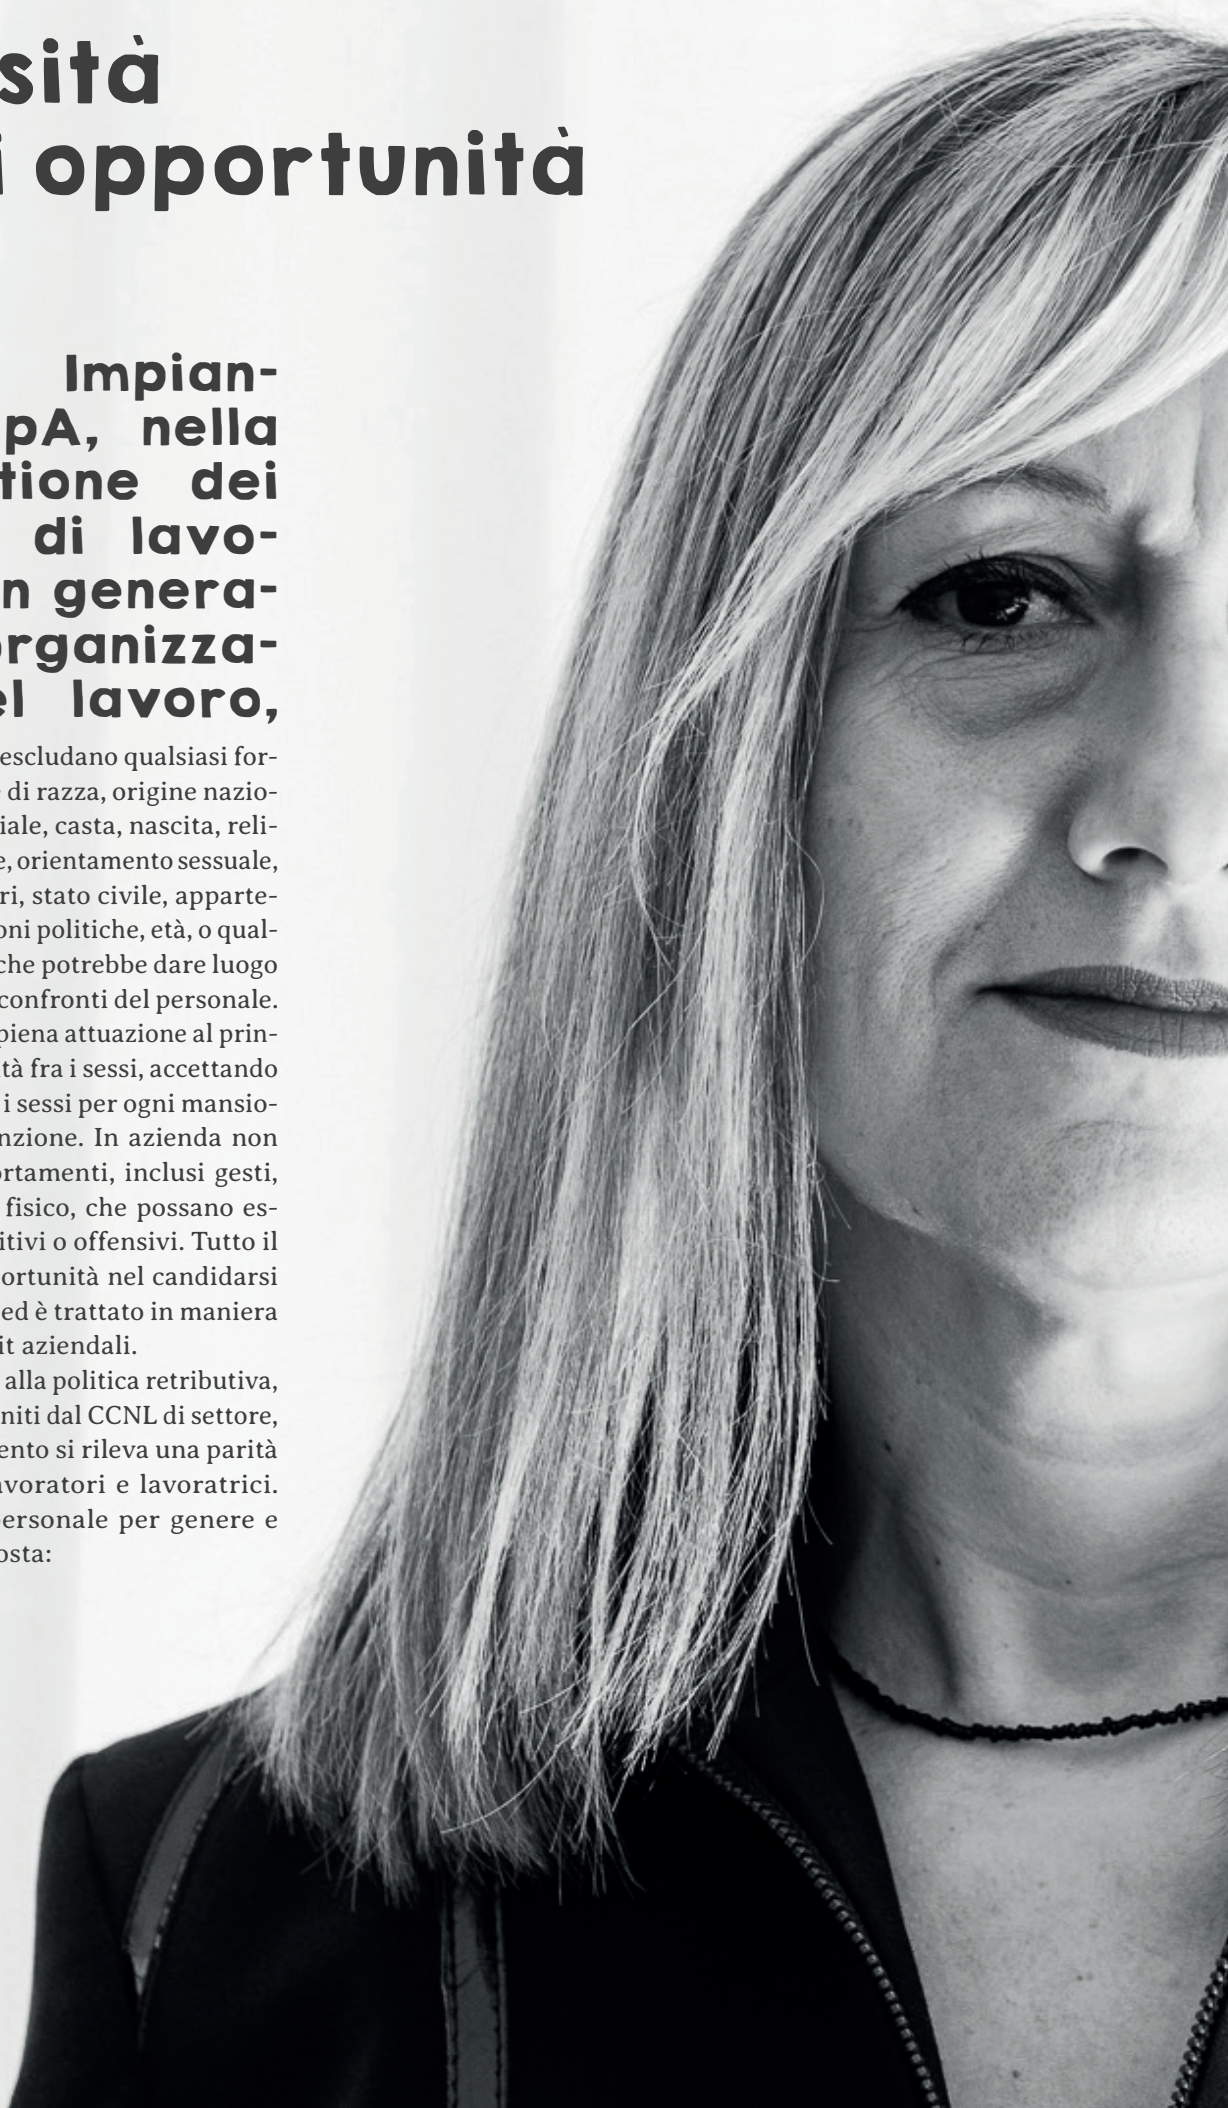 sità
i opportunità
Impian-
pA, nella
tione dei
di lavo-
n genera-
organizza-
el lavoro,
escludano qualsiasi for-
di razza, origine nazio-
iale, casta, nascita, reli-
e, orientamento sessuale,
ri, stato civile, apparte-
oni politiche, età, o qual-
che potrebbe dare luogo
confronti del personale.
piena attuazione al prin-
tà fra i sessi, accettando
i sessi per ogni mansio-
nzione. In azienda non
ortamenti, inclusi gesti,
fisico, che possano es-
itivi o offensivi. Tutto il
ortunità nel candidarsi
ed è trattato in maniera
it aziendali.
alla politica retributiva,
niti dal CCNL di settore,
ento si rileva una parità
avoratori e lavoratrici.
personale per genere e
osta: